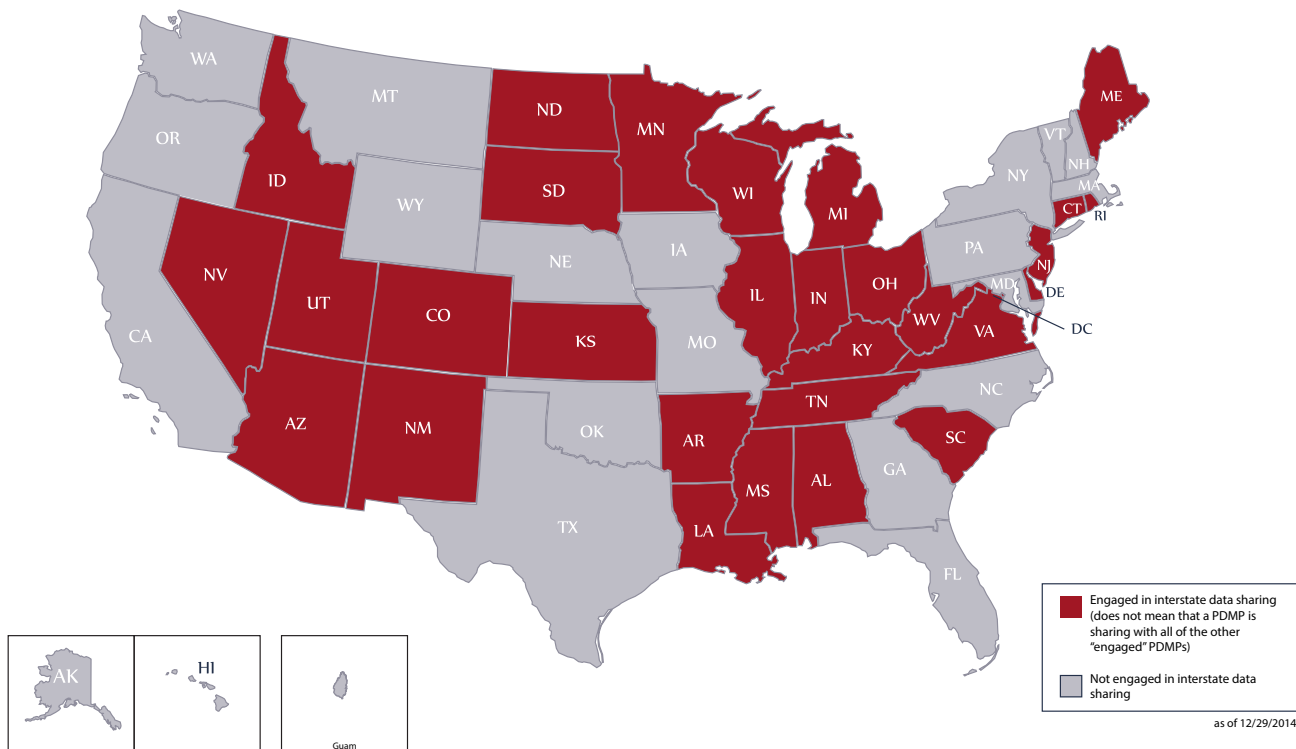 WA
MT
ND
MN
ME
OR
ID
SD
WI
MI
VT
NH
NY
MA
CT
RI
WY
NE
IA
PA
NJ
NV
UT
CO
KS
MO
IL
IN
OH
WV
MD
DE
DC
VA
CA
KY
NC
TN
AZ
NM
OK
AR
SC
MS
AL
GA
TX
LA
FL
AK
HI
Guam
Engaged in interstate data sharing
(does not mean that a PDMP is
sharing with all of the other
“engaged” PDMPs)
Not engaged in interstate data
sharing
as of 12/29/2014